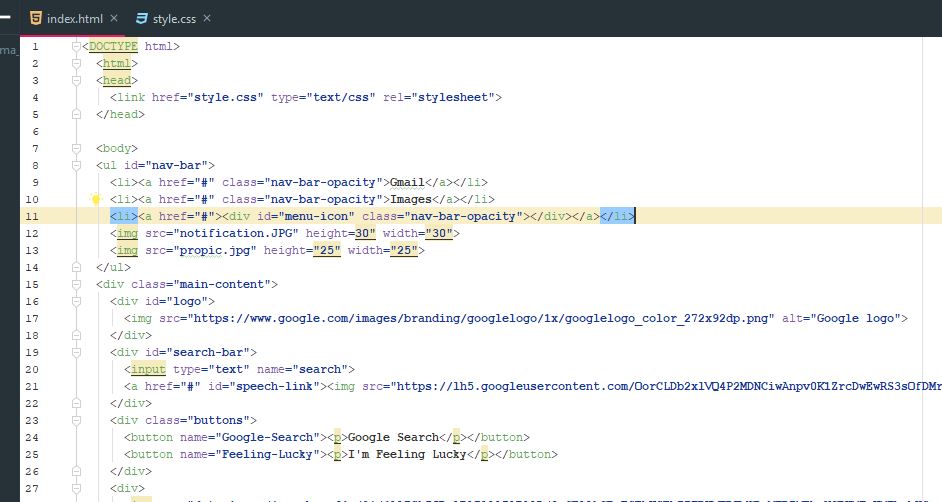 index.html × style.css ×
ma_
1 <DOCTYPE html>
2 <html>
3 <head>
4 <link href="style.css" type="text/css" rel="stylesheet">
5 </head>
6
7 <body>
8 <ul id="nav-bar">
9 <li><a href="#" class="nav-bar-opacity">Gmail</a></li>
10 <li><a href="#" class="nav-bar-opacity">Images</a></li>
11 <li><a href="#"><div id="menu-icon" class="nav-bar-opacity"></div></a></li>
12 <img src="notification.JPG" height=30" width="30">
13 <img src="propic.jpg" height="25" width="25">
14 </ul>
15 <div class="main-content">
16 <div id="logo">
17 <img src="https://www.google.com/images/branding/googlelogo/1x/googlelogo_color_272x92dp.png" alt="Google logo">
18 </div>
19 <div id="search-bar">
20 <input type="text" name="search">
21 <a href="#" id="speech-link"><img src="https://lh5.googleusercontent.com/
22 </div>
23 <div class="buttons">
24 <button name="Google-Search"><p>Google Search</p></button>
25 <button name="Feeling-Lucky"><p>I'm Feeling Lucky</p></button>
26 </div>
27 <div>